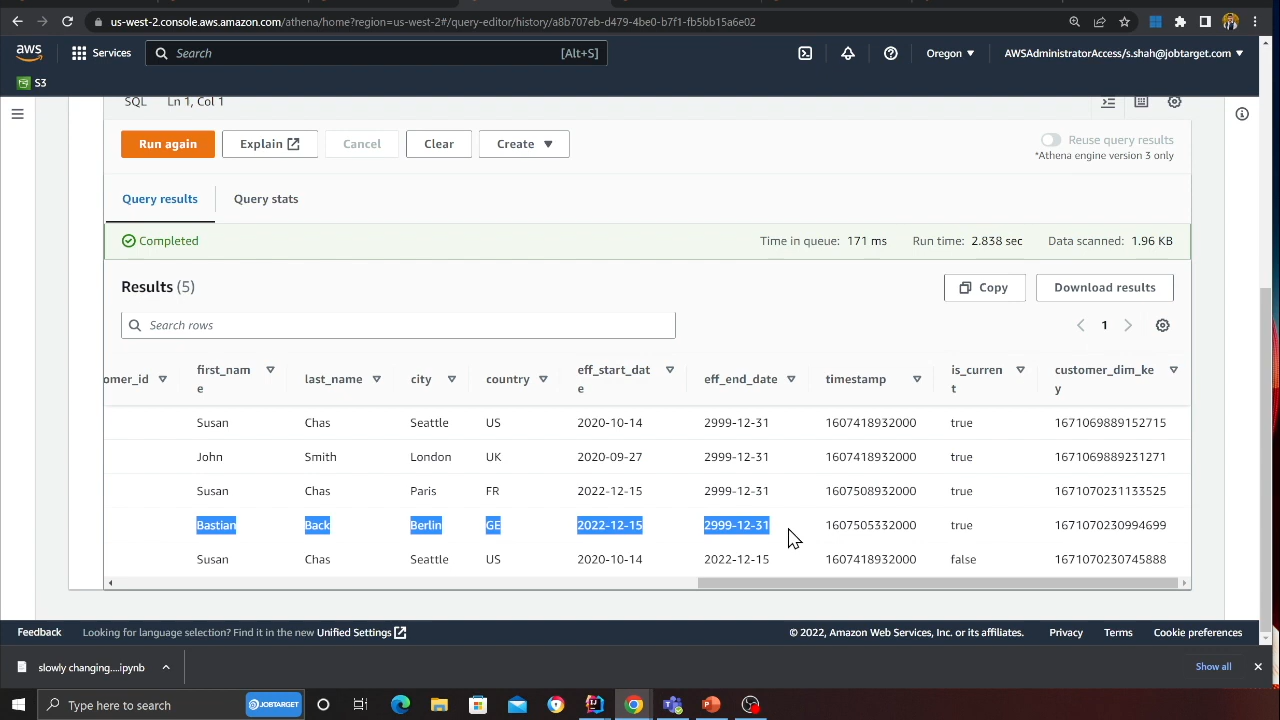 us-west-2.console.aws.amazon.com/athena/home?region=us-west-2#/query-editor/history/a8b707eb-d479-4be0-b7f1-fb5bb15a6e02
aws Services Search [Alt+S] Oregon AWSAdministratorAccess/s.shah@jobtarget.com
S3
SQL Ln 1, Col 1
Run again Explain Cancel Clear Create Reuse query results
*Athena engine version 3 only
Query results Query stats
Completed Time in queue: 171 ms Run time: 2.838 sec Data scanned: 1.96 KB
Results (5) Copy Download results
Search rows 1
omer_id first_nam
e last_name city country eff_start_dat
e eff_end_date timestamp is_curren
t customer_dim_ke
y
Susan Chas Seattle US 2020-10-14 2999-12-31 1607418932000 true 1671069889152715
John Smith London UK 2020-09-27 2999-12-31 1607418932000 true 1671069889231271
Susan Chas Paris FR 2022-12-15 2999-12-31 1607508932000 true 1671070231133525
Bastian Back Berlin GE 2022-12-15 2999-12-31 1607505332000 true 1671070230994699
Susan Chas Seattle US 2020-10-14 2022-12-15 1607418932000 false 1671070230745888
Feedback Looking for language selection? Find it in the new Unified Settings © 2022, Amazon Web Services, Inc. or its affiliates. Privacy Terms Cookie preferences
slowly changing....ipynb Show all
Type here to search JOBTARGET